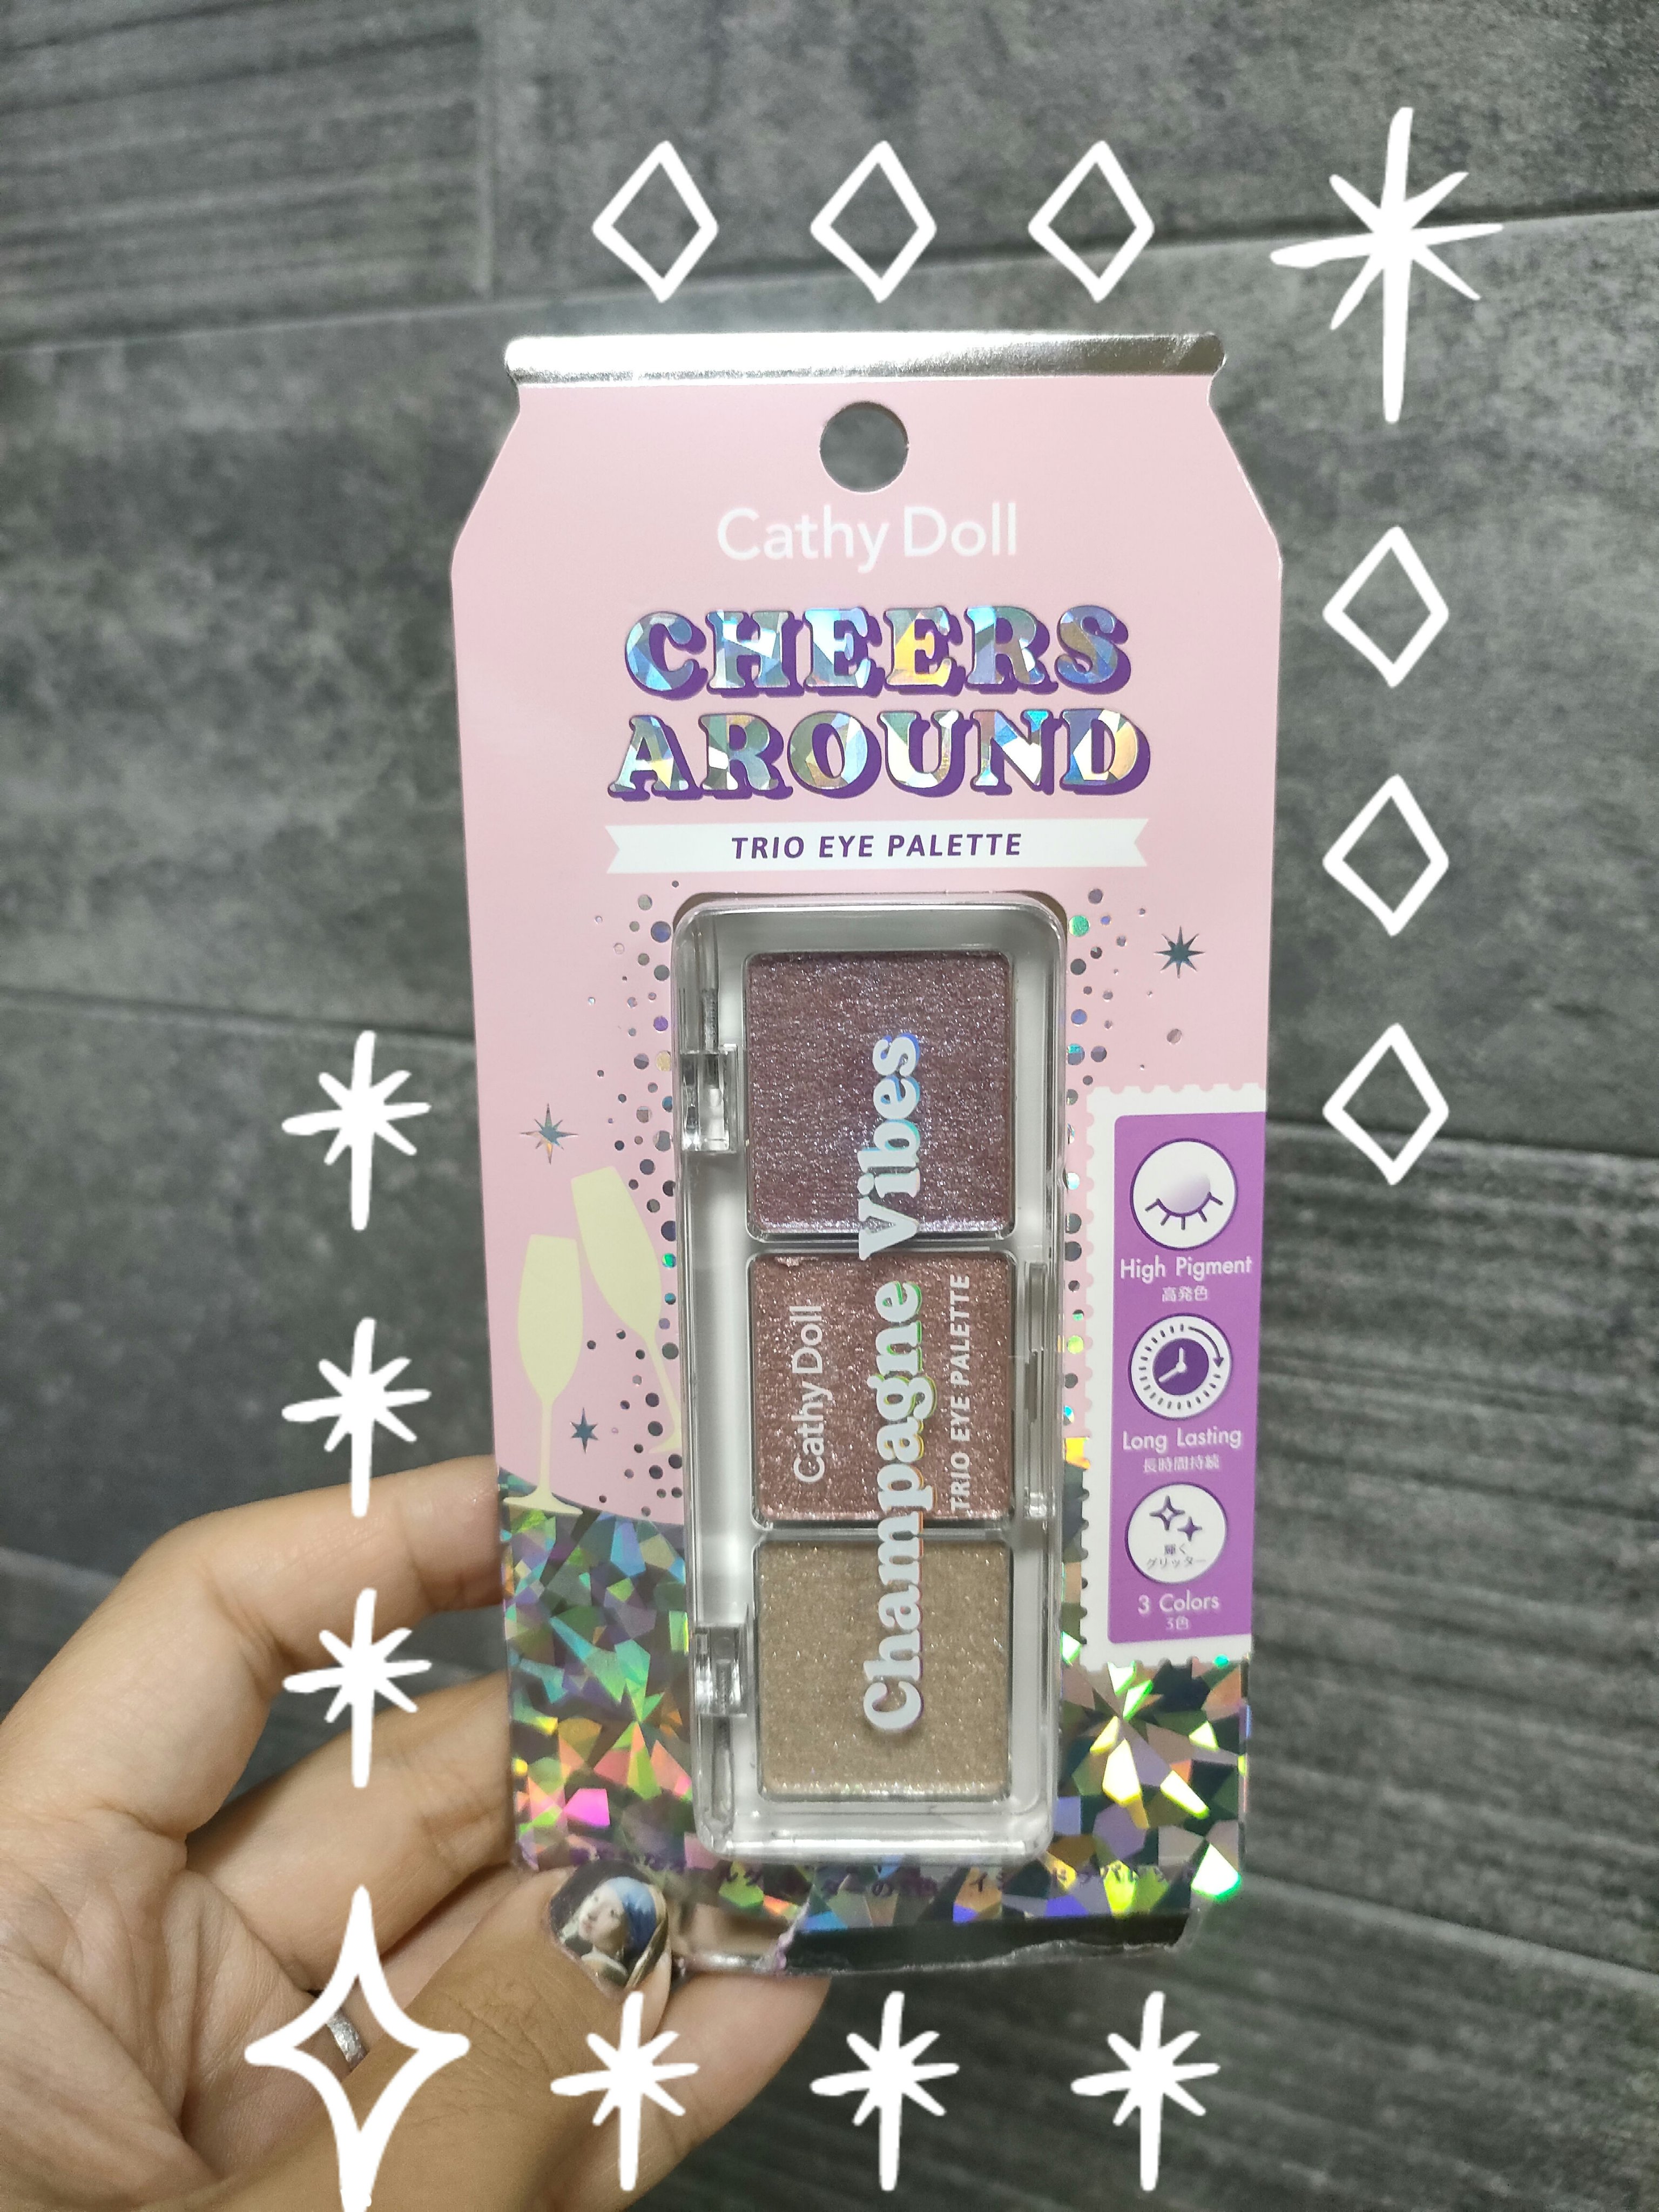 Cathy Doll
CHEERS
AROUND
TRIO EYE PALETTE
Cathy Doll
Champagne Vibes
TRIO EYE PALETTE
High Pigment
高発色
Long Lasting
長時間持続
輝く
グリッター
3 Colors
3色